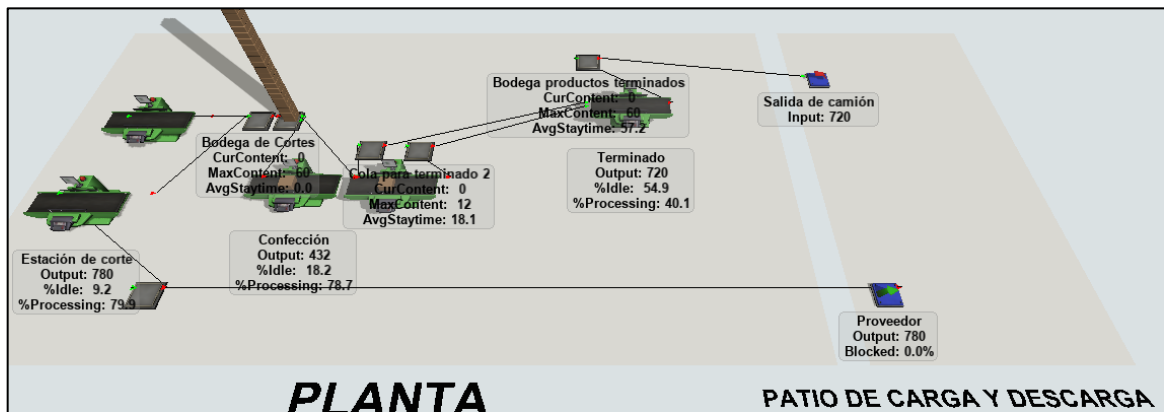 Bodega productos terminados
CurContent: 0
MaxContent: 60
AvgStaytime: 57.2
Salida de camión
Input: 720
Bodega de Cortes
CurContent: 0
MaxContent: 60
AvgStaytime: 0.0
Cola para terminado 2
CurContent: 0
MaxContent: 12
AvgStaytime: 18.1
Terminado
Output: 720
%Idle: 54.9
%Processing: 40.1
Confección
Output: 432
%Idle: 18.2
%Processing: 78.7
Estación de corte
Output: 780
%Idle: 9.2
%Processing: 79.9
Proveedor
Output: 780
Blocked: 0.0%
PLANTA
PATIO DE CARGA Y DESCARGA